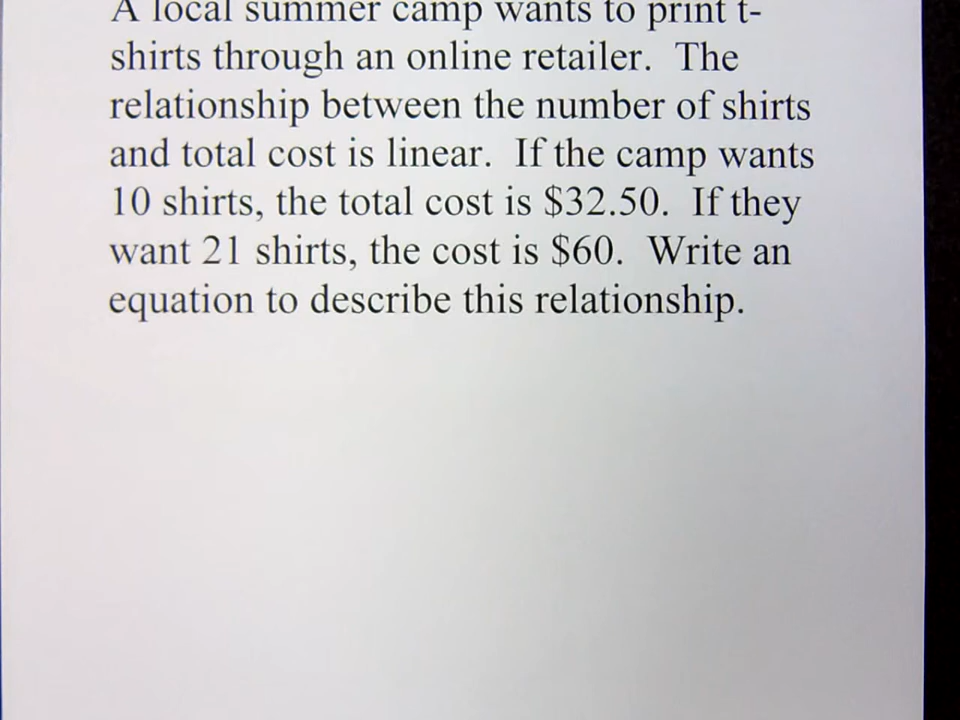 A local summer camp wants to print t-
shirts through an online retailer.  The
relationship between the number of shirts
and total cost is linear.  If the camp wants
10 shirts, the total cost is $32.50.  If they
want 21 shirts, the cost is $60.  Write an
equation to describe this relationship.